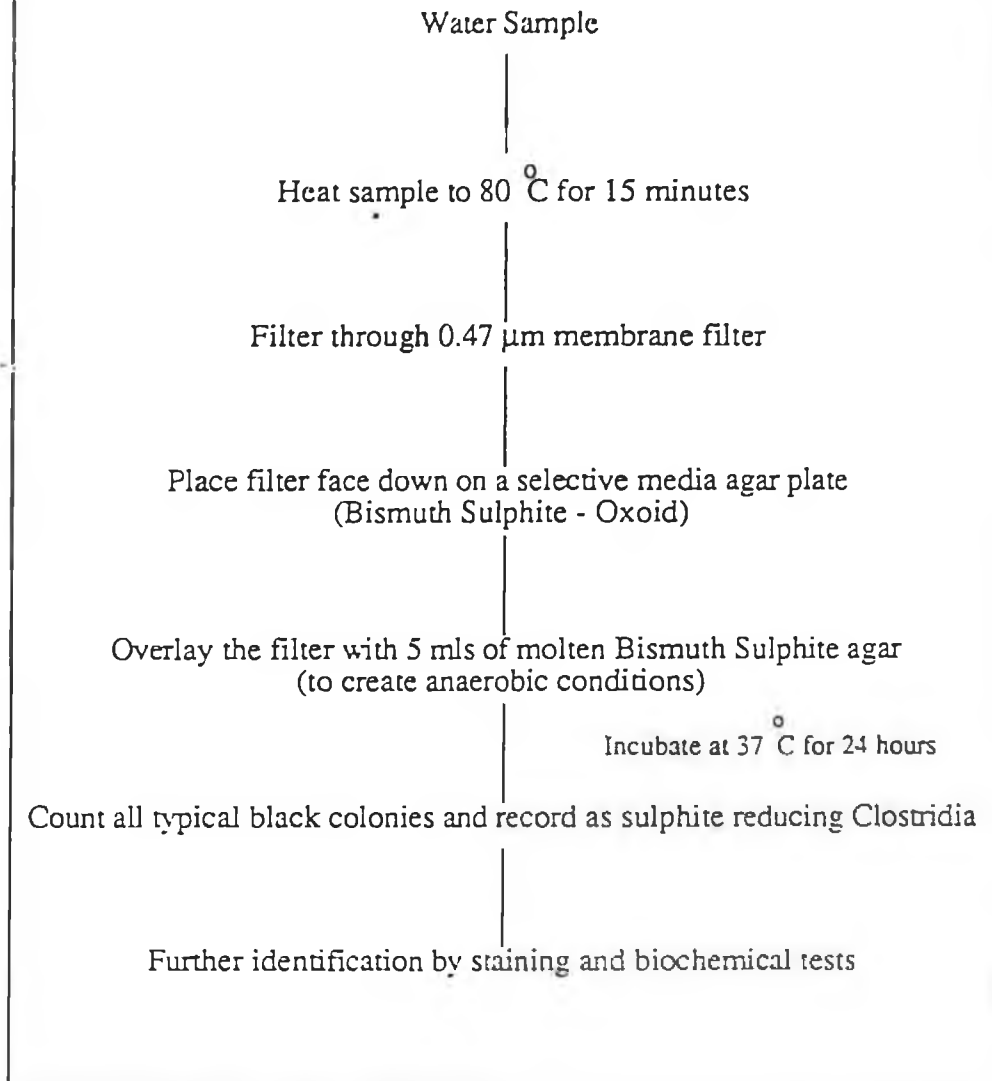 Water Sample
Heat sample to 80 °C for 15 minutes
Filter through 0.47 μm membrane filter
Place filter face down on a selective media agar plate
(Bismuth Sulphite - Oxoid)
Overlay the filter with 5 mls of molten Bismuth Sulphite agar
(to create anaerobic conditions)
Incubate at 37 °C for 24 hours
Count all typical black colonies and record as sulphite reducing Clostridia
Further identification by staining and biochemical tests